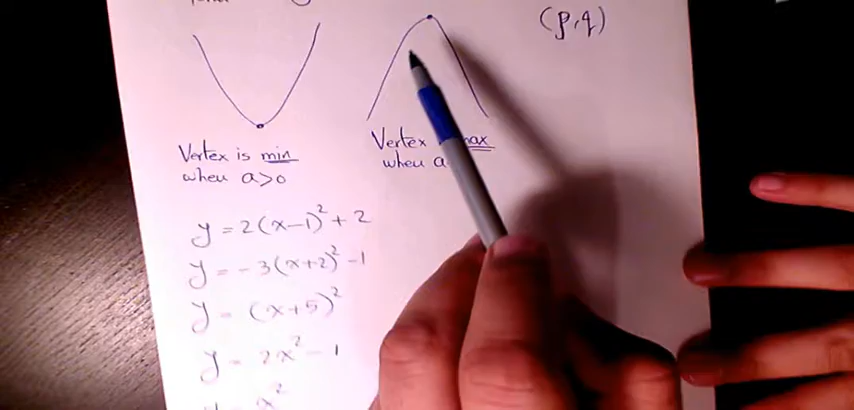 (p,q)
Vertex is min
when a>0
Vertex max
when a
y = 2(x-1)² + 2
y = -3(x+2)² - 1
y = (x+5)²
y = 2x² - 1
x²